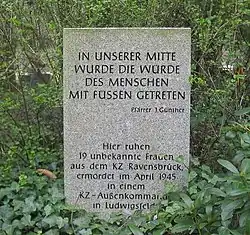 IN UNSERER MITTE
WURDE DIE WÜRDE
DES MENSCHEN
MIT FÜSSEN GETRETEN
Pfarrer J. Günther
Hier ruhen
19 unbekannte Frauen
aus dem KZ Ravensbrück,
ermordet im April 1945
in einem
KZ-Außenkommando
in Ludwigsfelde